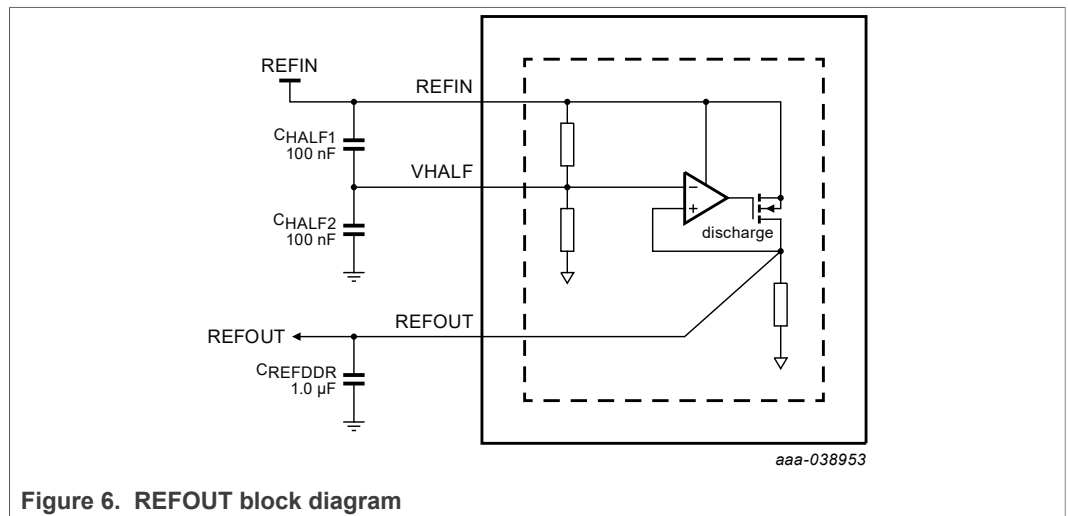 REFIN
REFIN
CHALF1
100 nF
VHALF
−
+
discharge
CHALF2
100 nF
REFOUT
REFOUT
CREFDDR
1.0 µF
aaa-038953
Figure 6. REFOUT block diagram